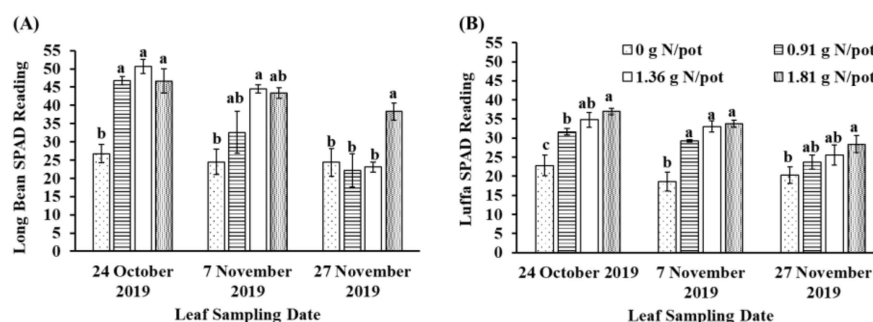 (A)
Long Bean SPAD Reading
55
50
45
40
35
30
25
20
15
10
5
0
b
a
a
a
b
ab
a
ab
b
b
b
a
24 October
2019
7 November
2019
27 November
2019
Leaf Sampling Date
(B)
Luffa SPAD Reading
55
50
45
40
35
30
25
20
15
10
5
0
0 g N/pot
0.91 g N/pot
1.36 g N/pot
1.81 g N/pot
c
b
ab
a
b
a
a
a
b
ab
ab
a
24 October 2019
7 November
2019
27 November 2019
Leaf Sampling Date